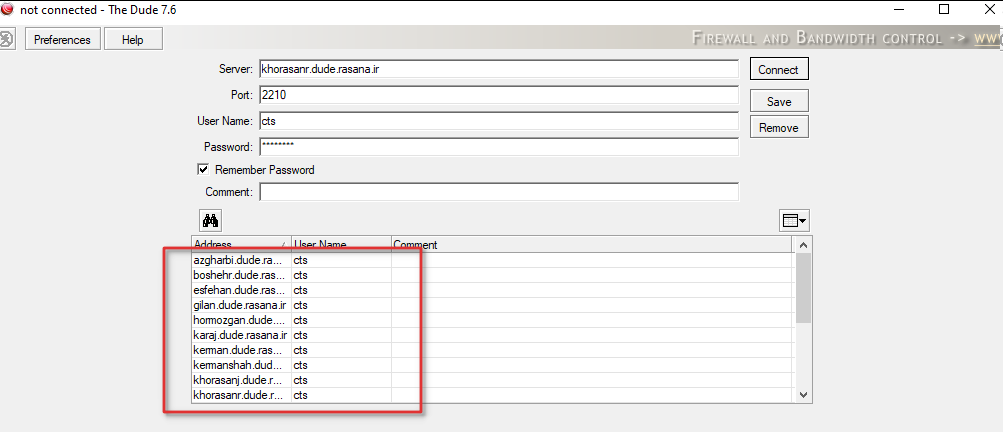 not connected - The Dude 7.6
Preferences Help FIREWALL AND BANDWIDTH CONTROL -> WWW
Server: khorasanr.dude.rasana.ir Connect
Port: 2210 Save
User Name: cts Remove
Password: ********
Remember Password
Comment:
Address User Name Comment
azgharbi.dude.ra... cts
boshehr.dude.ras... cts
esfehan.dude.ras... cts
gilan.dude.rasana.ir cts
hormozgan.dude.... cts
karaj.dude.rasana.ir cts
kerman.dude.ras... cts
kermanshah.dud... cts
khorasanj.dude.r... cts
khorasanr.dude.r... cts